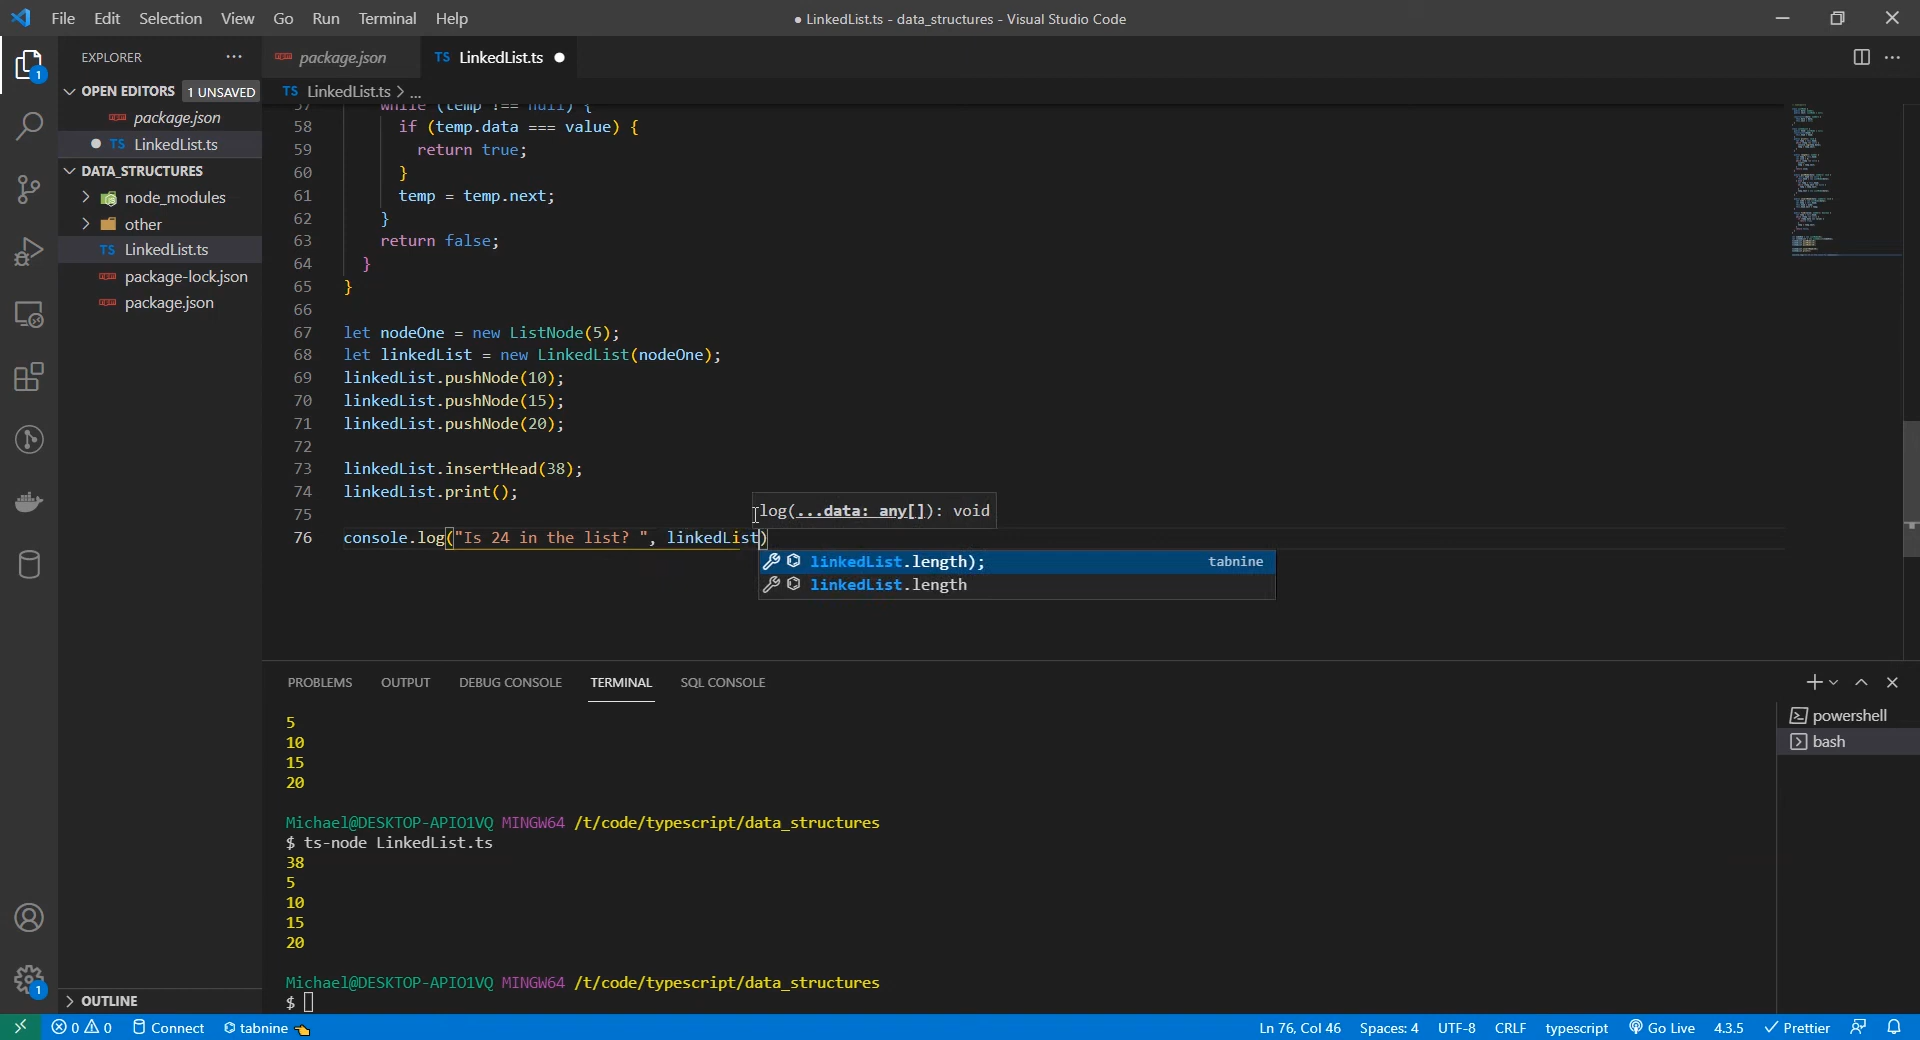 File Edit Selection View Go Run Terminal Help
● LinkedList.ts - data_structures - Visual Studio Code
EXPLORER
OPEN EDITORS 1 UNSAVED
package.json
TS LinkedList.ts
DATA_STRUCTURES
node_modules
other
TS LinkedList.ts
package-lock.json
package.json
OUTLINE
package.json TS LinkedList.ts
TS LinkedList.ts > ...
57 while (temp !== null) {
58 if (temp.data === value) {
59 return true;
60 }
61 temp = temp.next;
62 }
63 return false;
64 }
65 }
66
67 let nodeOne = new ListNode(5);
68 let linkedList = new LinkedList(nodeOne);
69 linkedList.pushNode(10);
70 linkedList.pushNode(15);
71 linkedList.pushNode(20);
72
73 linkedList.insertHead(38);
74 linkedList.print();
75
log(...data: any[]): void
76 console.log("Is 24 in the list? ", linkedList)
linkedList.length); tabnine
linkedList.length
PROBLEMS OUTPUT DEBUG CONSOLE TERMINAL SQL CONSOLE
powershell
bash
5
10
15
20
Michael@DESKTOP-APIO1VQ MINGW64 /t/code/typescript/data_structures
$ ts-node LinkedList.ts
38
5
10
15
20
Michael@DESKTOP-APIO1VQ MINGW64 /t/code/typescript/data_structures
$
0 0 Connect tabnine Ln 76, Col 46 Spaces: 4 UTF-8 CRLF typescript Go Live 4.3.5 Prettier